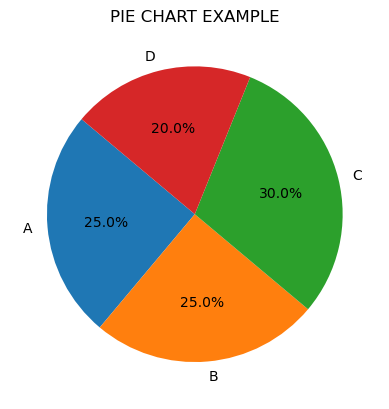 PIE CHART EXAMPLE
D
20.0%
C
30.0%
A
25.0%
25.0%
B